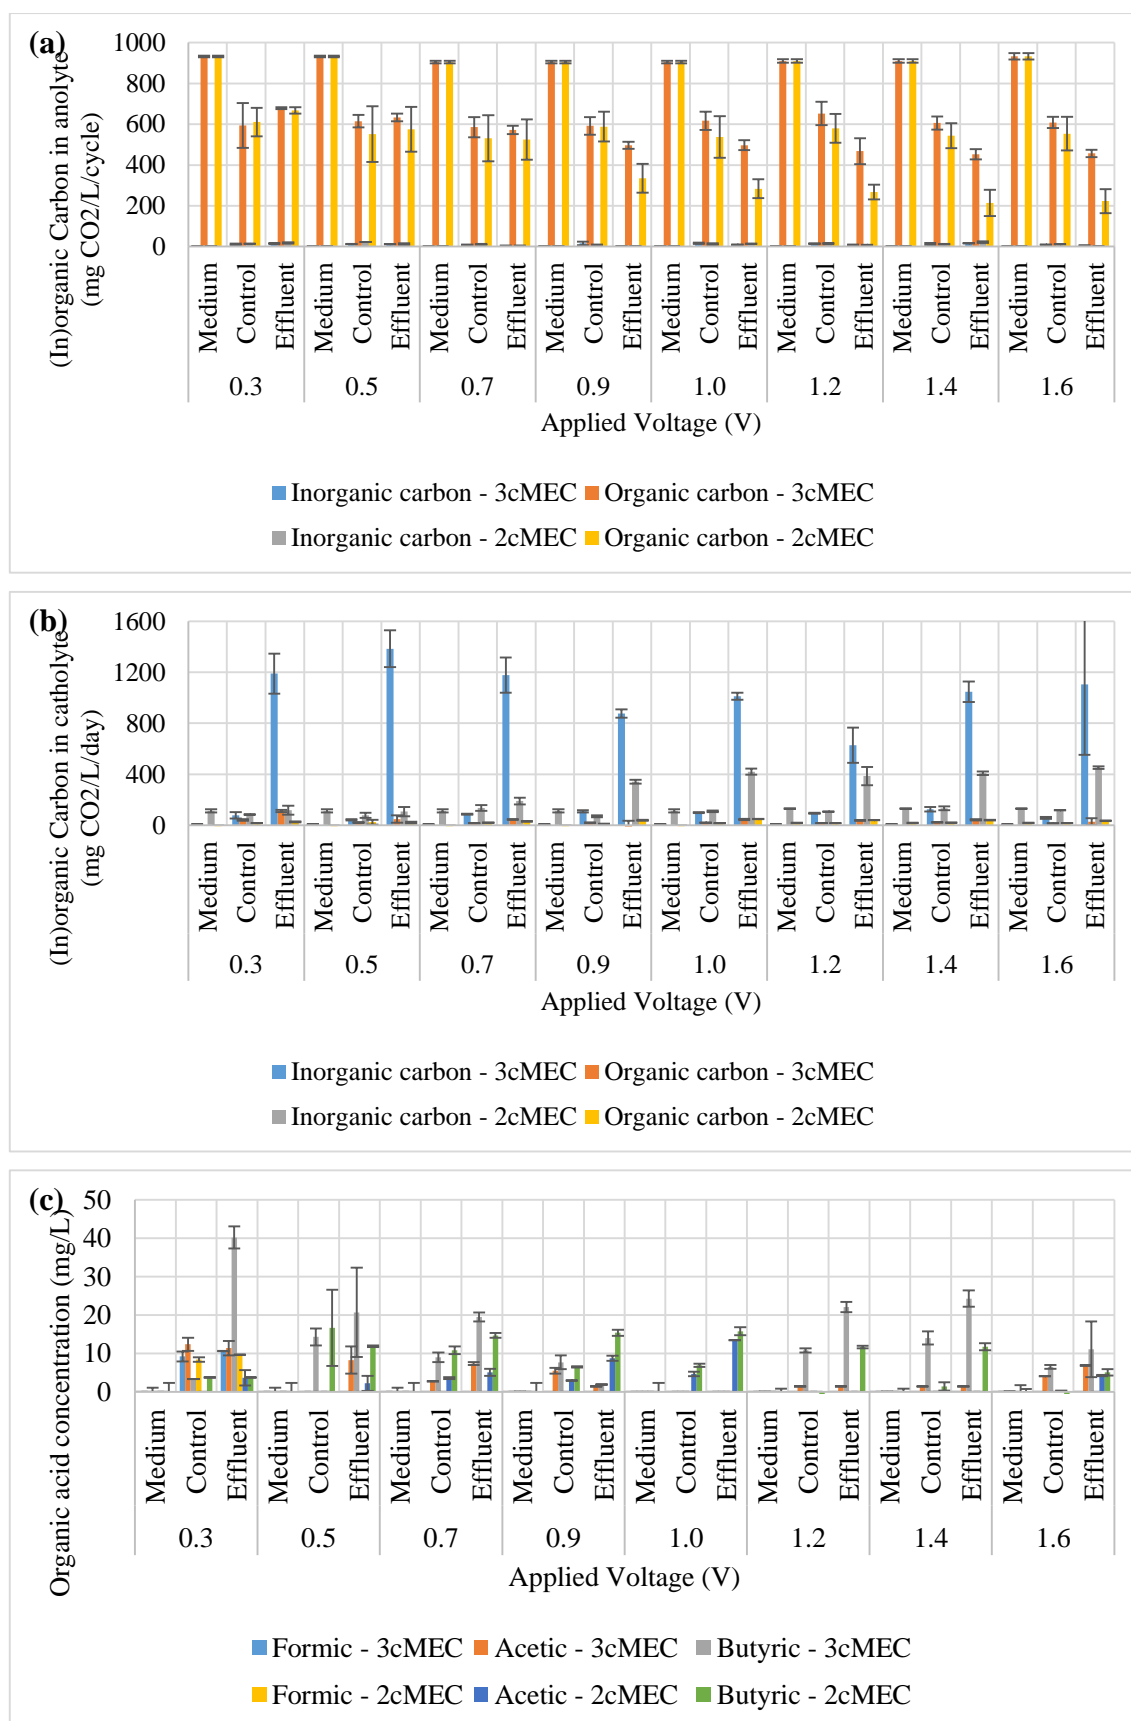 (a)
(In)organic Carbon in anolyte
(mg CO2/L/cycle)
1000
800
600
400
200
0
Medium Control Effluent Medium Control Effluent Medium Control Effluent Medium Control Effluent Medium Control Effluent Medium Control Effluent Medium Control Effluent Medium Control Effluent
0.3 0.5 0.7 0.9 1.0 1.2 1.4 1.6
Applied Voltage (V)
Inorganic carbon - 3cMEC Organic carbon - 3cMEC
Inorganic carbon - 2cMEC Organic carbon - 2cMEC
(b)
(In)organic Carbon in catholyte
(mg CO2/L/day)
1600
1200
800
400
0
Medium Control Effluent Medium Control Effluent Medium Control Effluent Medium Control Effluent Medium Control Effluent Medium Control Effluent Medium Control Effluent Medium Control Effluent
0.3 0.5 0.7 0.9 1.0 1.2 1.4 1.6
Applied Voltage (V)
Inorganic carbon - 3cMEC Organic carbon - 3cMEC
Inorganic carbon - 2cMEC Organic carbon - 2cMEC
(c)
Organic acid concentration (mg/L)
50
40
30
20
10
0
Medium Control Effluent Medium Control Effluent Medium Control Effluent Medium Control Effluent Medium Control Effluent Medium Control Effluent Medium Control Effluent Medium Control Effluent
0.3 0.5 0.7 0.9 1.0 1.2 1.4 1.6
Applied Voltage (V)
Formic - 3cMEC Acetic - 3cMEC Butyric - 3cMEC
Formic - 2cMEC Acetic - 2cMEC Butyric - 2cMEC